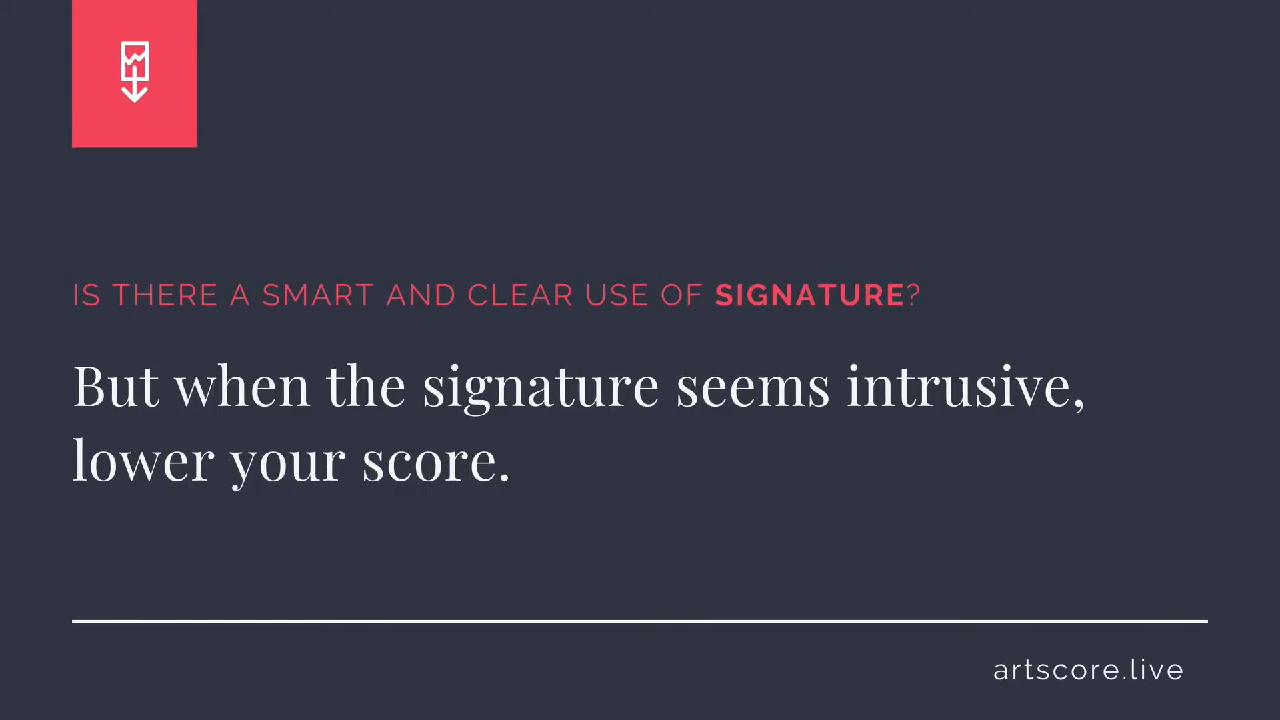 IS THERE A SMART AND CLEAR USE OF SIGNATURE?
But when the signature seems intrusive,
lower your score.
artscore.live